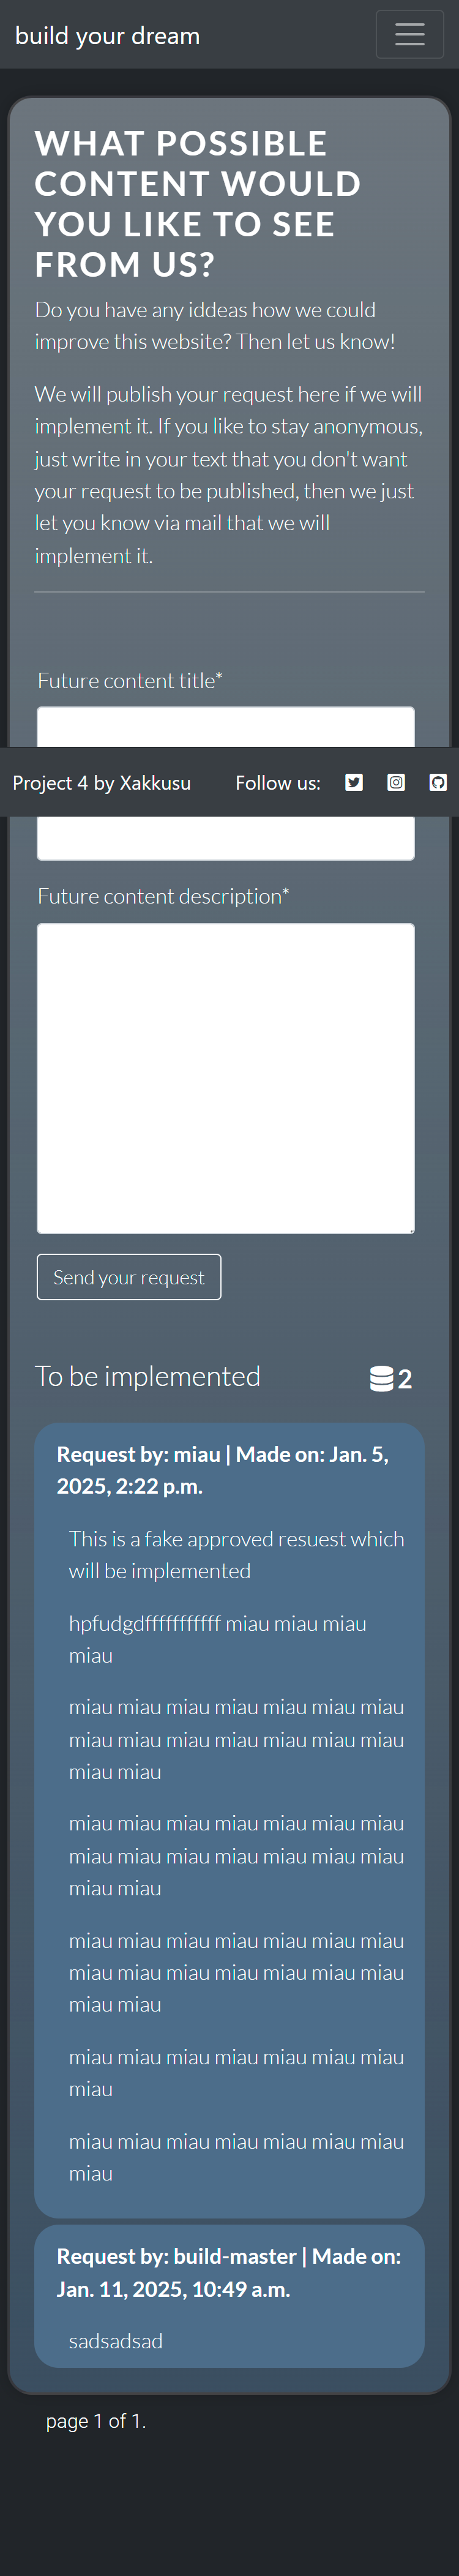 build your dream
WHAT POSSIBLE
CONTENT WOULD
YOU LIKE TO SEE
FROM US?
Do you have any iddeas how we could
improve this website? Then let us know!
We will publish your request here if we will
implement it. If you like to stay anonymous,
just write in your text that you don't want
your request to be published, then we just
let you know via mail that we will
implement it.
Future content title*
Project 4 by Xakkusu Follow us:
Future content description*
Send your request
To be implemented 2
Request by: miau | Made on: Jan. 5,
2025, 2:22 p.m.
This is a fake approved resuest which
will be implemented
hpfudgdfffffffffff miau miau miau
miau
miau miau miau miau miau miau miau
miau miau miau miau miau miau miau
miau miau
miau miau miau miau miau miau miau
miau miau miau miau miau miau miau
miau miau
miau miau miau miau miau miau miau
miau miau miau miau miau miau miau
miau miau
miau miau miau miau miau miau miau
miau
miau miau miau miau miau miau miau
miau
Request by: build-master | Made on:
Jan. 11, 2025, 10:49 a.m.
sadsadsad
page 1 of 1.